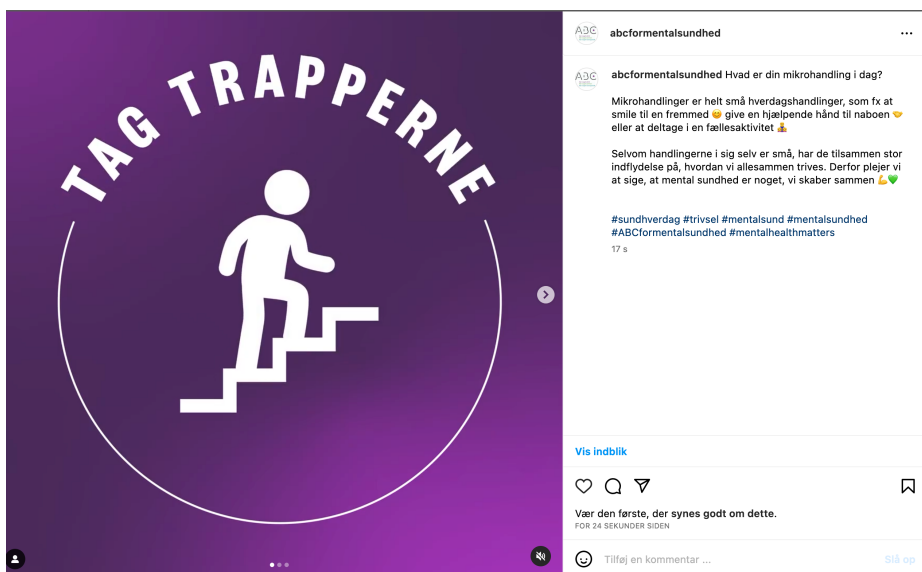 TAG TRAPPERNE
ABC
abcformentalsundhed
ABC
abcformentalsundhed Hvad er din mikrohandling i dag?
Mikrohandlinger er helt små hverdagshandlinger, som fx at
smile til en fremmed 😊 give en hjælpende hånd til naboen 🤝
eller at deltage i en fællesaktivitet
Selvom handlingerne i sig selv er små, har de tilsammen stor
indflydelse på, hvordan vi allesammen trives. Derfor plejer vi
at sige, at mental sundhed er noget, vi skaber sammen 💪💚
#sundhverdag #trivsel #mentalsund #mentalsundhed
#ABCformentalsundhed #mentalhealthmatters
17 s
Vis indblik
Vær den første, der synes godt om dette.
FOR 24 SEKUNDER SIDEN
Tilføj en kommentar ...
Slå op